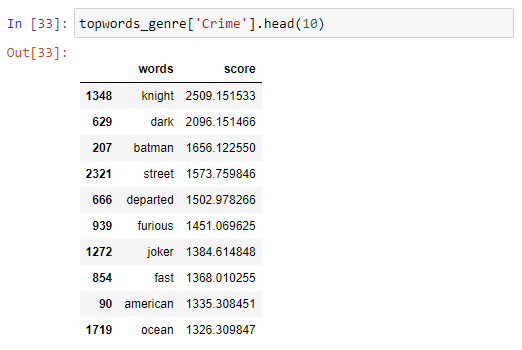 In [33]: topwords_genre['Crime'].head(10)
Out[33]:
words score
1348 knight 2509.151533
629 dark 2096.151466
207 batman 1656.122550
2321 street 1573.759846
666 departed 1502.978266
939 furious 1451.069625
1272 joker 1384.614848
854 fast 1368.010255
90 american 1335.308451
1719 ocean 1326.309847